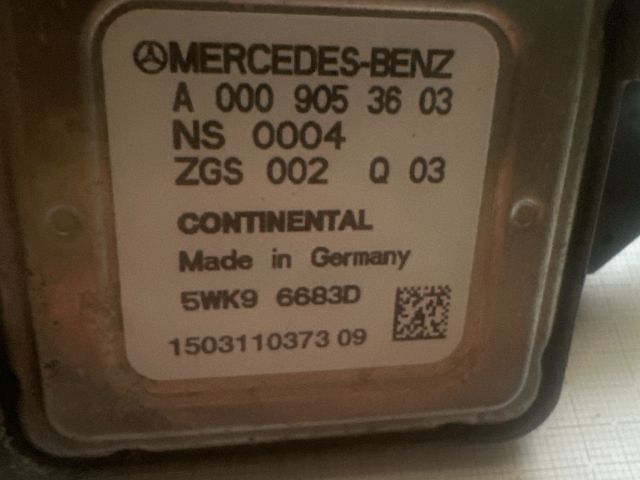 MERCEDES-BENZ
A 000 905 36 03
NS 0004
ZGS 002 Q 03
CONTINENTAL
Made in Germany
5WK9 6683D
1503110373 09